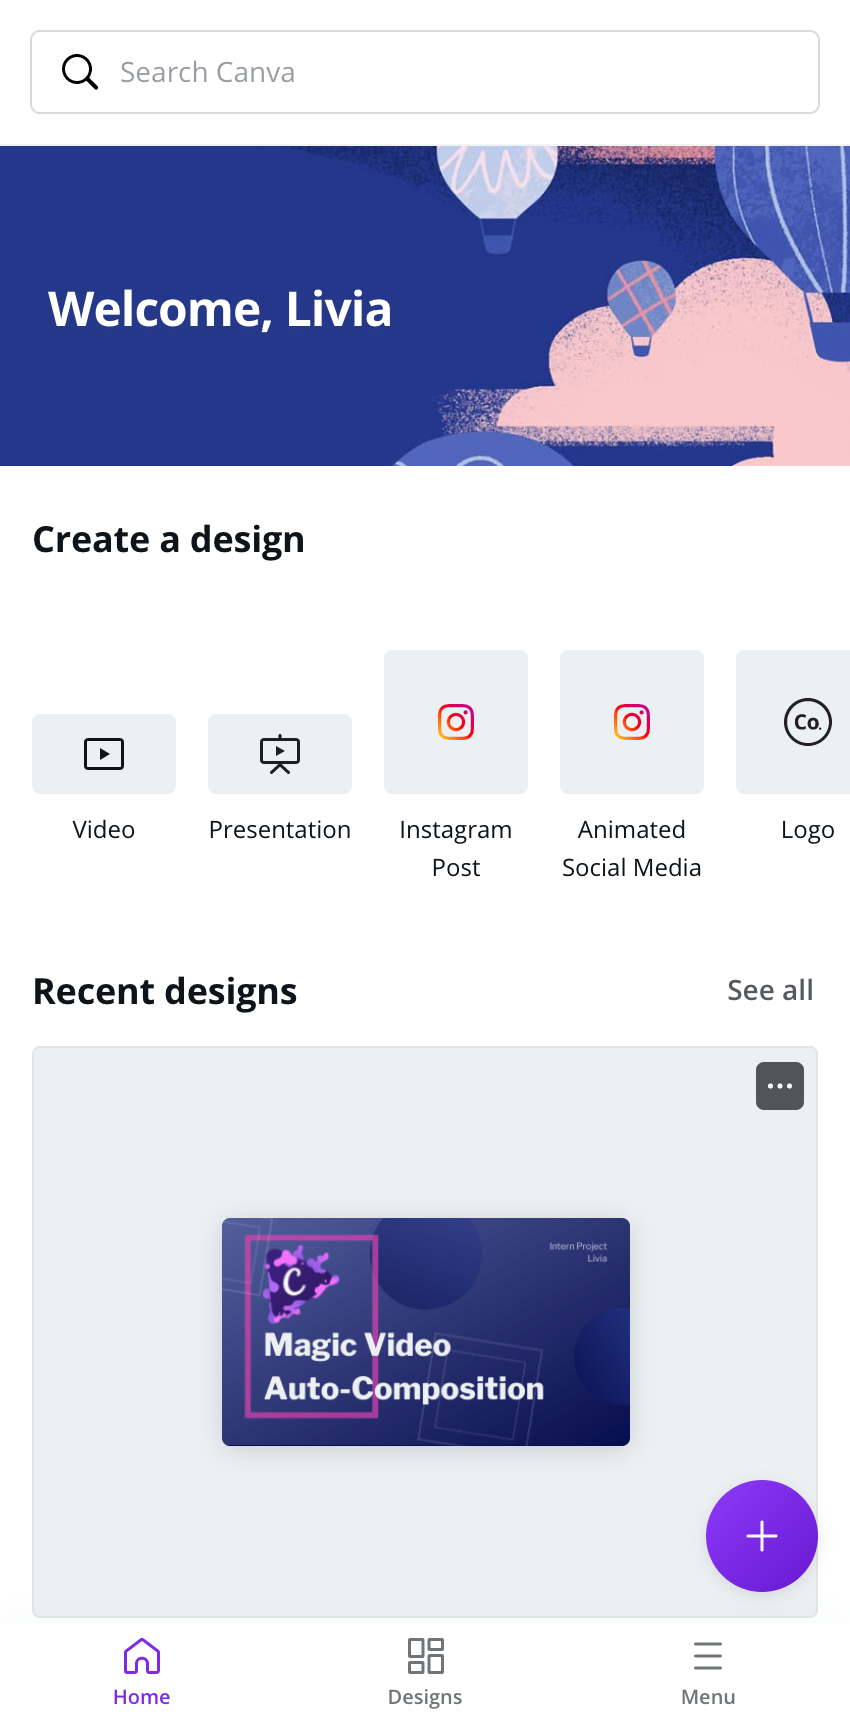 Search Canva
Welcome, Livia
Create a design
Co.
Video
Presentation
Instagram
Post
Animated
Social Media
Logo
Recent designs
See all
Intern Project
Livia
C
Magic Video
Auto-Composition
Home
Designs
Menu